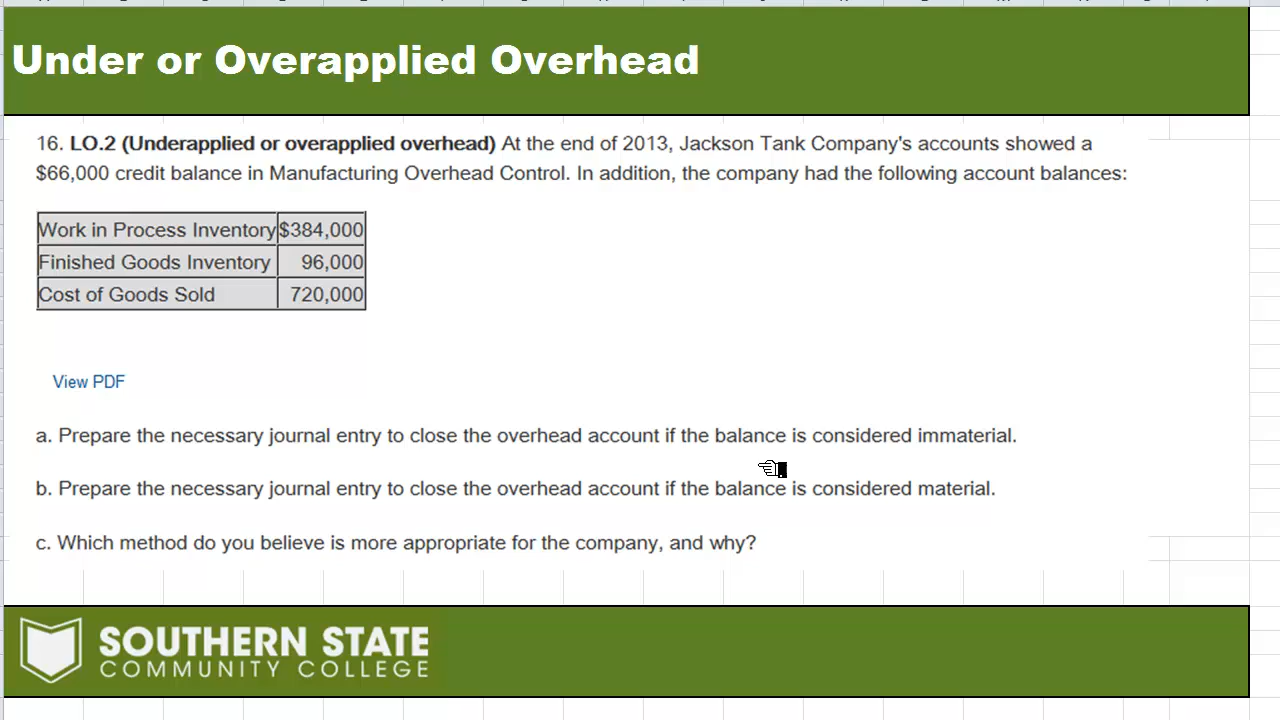 Under or Overapplied Overhead
16. LO.2 (Underapplied or overapplied overhead) At the end of 2013, Jackson Tank Company's accounts showed a
$66,000 credit balance in Manufacturing Overhead Control. In addition, the company had the following account balances:
Work in Process Inventory $384,000
Finished Goods Inventory 96,000
Cost of Goods Sold 720,000
View PDF
a. Prepare the necessary journal entry to close the overhead account if the balance is considered immaterial.
b. Prepare the necessary journal entry to close the overhead account if the balance is considered material.
c. Which method do you believe is more appropriate for the company, and why?
SOUTHERN STATE
COMMUNITY COLLEGE